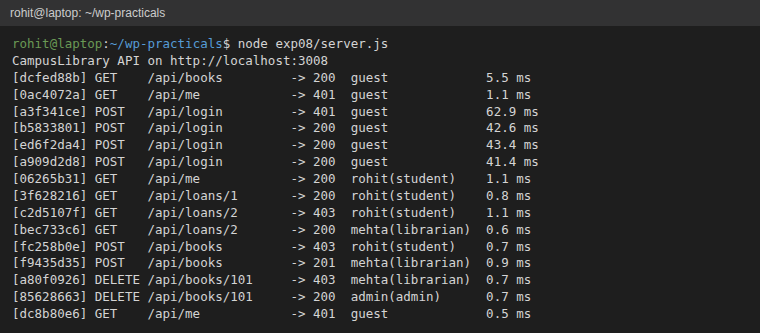 rohit@laptop: ~/wp-practicals
rohit@laptop:~/wp-practicals$ node exp08/server.js
CampusLibrary API on http://localhost:3008
[dcfed88b] GET    /api/books         -> 200  guest             5.5 ms
[0ac4072a] GET    /api/me            -> 401  guest             1.1 ms
[a3f341ce] POST   /api/login         -> 401  guest             62.9 ms
[b5833801] POST   /api/login         -> 200  guest             42.6 ms
[ed6f2da4] POST   /api/login         -> 200  guest             43.4 ms
[a909d2d8] POST   /api/login         -> 200  guest             41.4 ms
[06265b31] GET    /api/me            -> 200  rohit(student)    1.1 ms
[3f628216] GET    /api/loans/1       -> 200  rohit(student)    0.8 ms
[c2d5107f] GET    /api/loans/2       -> 403  rohit(student)    1.1 ms
[bec733c6] GET    /api/loans/2       -> 200  mehta(librarian)  0.6 ms
[fc258b0e] POST   /api/books         -> 403  rohit(student)    0.7 ms
[f9435d35] POST   /api/books         -> 201  mehta(librarian)  0.9 ms
[a80f0926] DELETE /api/books/101     -> 403  mehta(librarian)  0.7 ms
[85628663] DELETE /api/books/101     -> 200  admin(admin)      0.7 ms
[dc8b80e6] GET    /api/me            -> 401  guest             0.5 ms